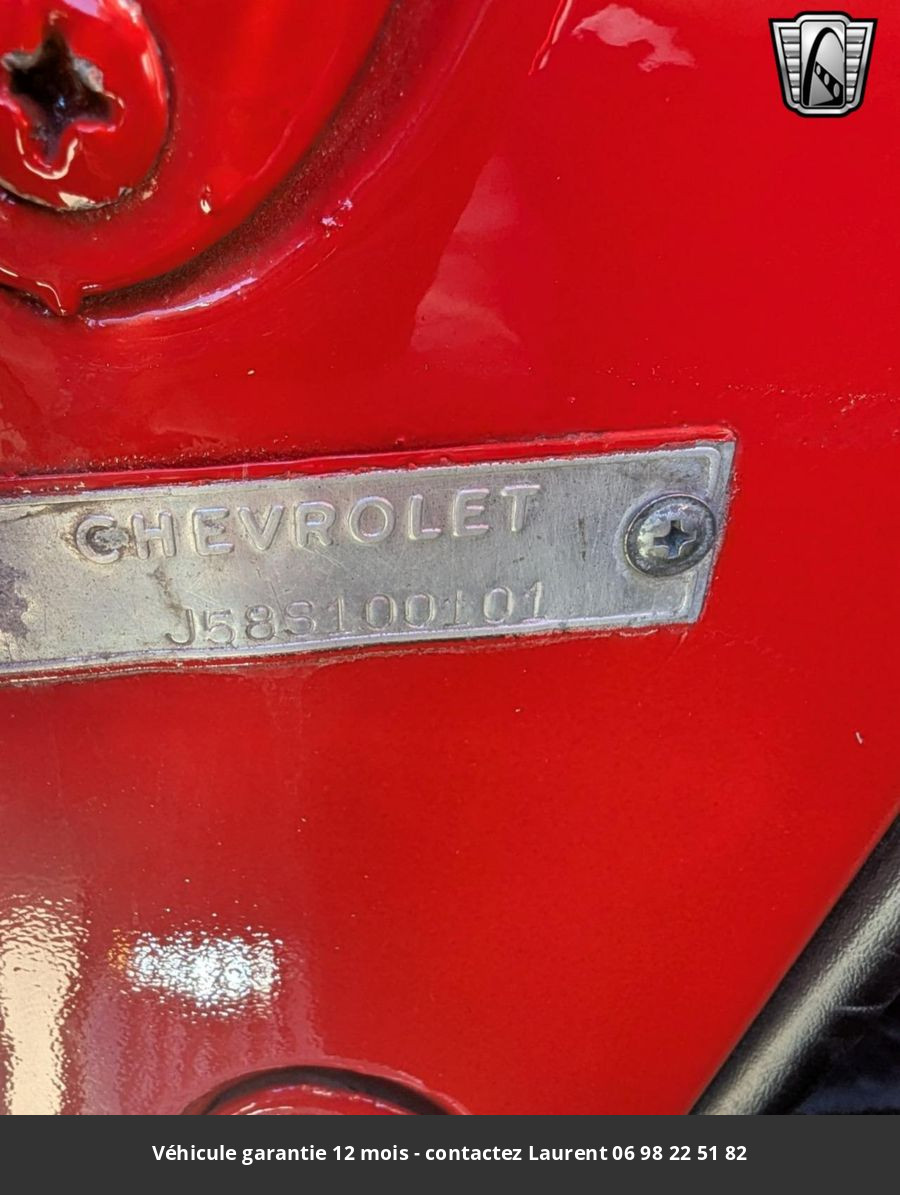 CHEVROLET
J58S100101
Véhicule garantie 12 mois - contactez Laurent 06 98 22 51 82